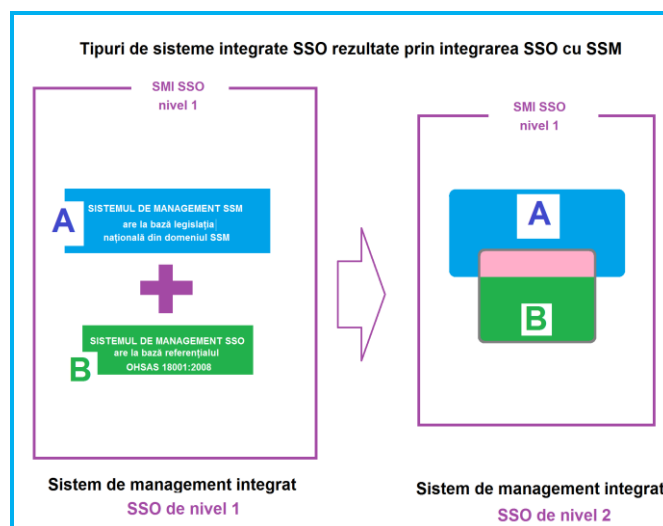 Tipuri de sisteme integrate SSO rezultate prin integrarea SSO cu SSM
SMI SSO
nivel 1
SISTEMUL DE MANAGEMENT SSM
A
are la bază legislația
națională din domeniul SSM
SISTEMUL DE MANAGEMENT SSO
are la bază referențialul
B
OHSAS 18001:2008
Sistem de management integrat
SSO de nivel 1
SMI SSO
nivel 1
A
B
Sistem de management integrat
SSO de nivel 2